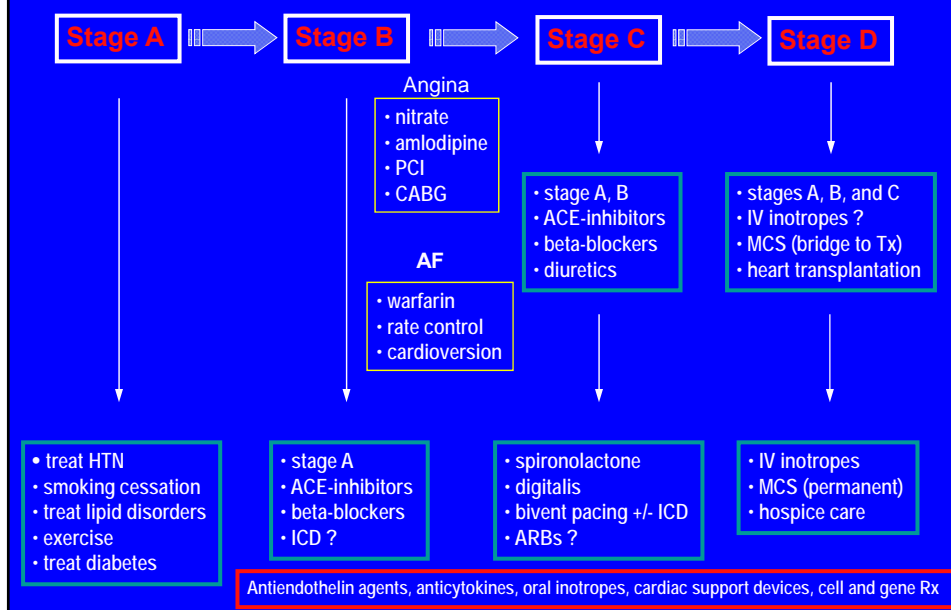 Stage A
Stage B
Stage C
Stage D
Angina
· nitrate
· amlodipine
· PCI
· CABG
AF
· warfarin
· rate control
· cardioversion
· stage A, B
· ACE-inhibitors
· beta-blockers
· diuretics
· stages A, B, and C
· IV inotropes ?
· MCS (bridge to Tx)
· heart transplantation
• treat HTN
· smoking cessation
· treat lipid disorders
· exercise
· treat diabetes
· stage A
· ACE-inhibitors
· beta-blockers
· ICD ?
· spironolactone
· digitalis
· bivent pacing +/- ICD
· ARBs ?
· IV inotropes
· MCS (permanent)
· hospice care
Antiendothelin agents, anticytokines, oral inotropes, cardiac support devices, cell and gene Rx